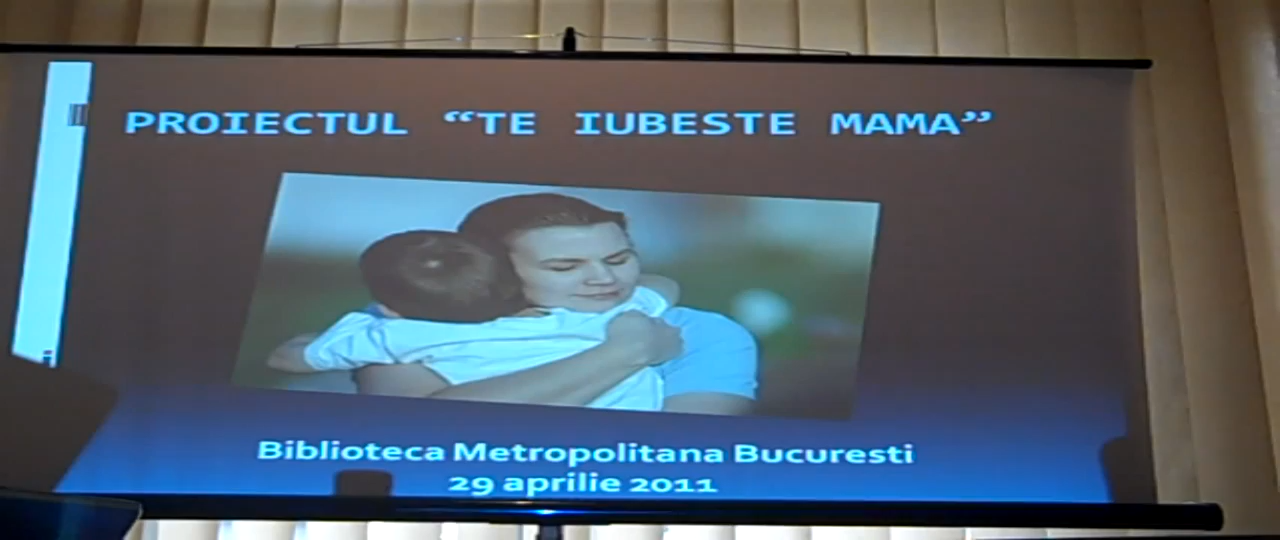 PROIECTUL “TE IUBESTE MAMA”
Biblioteca Metropolitana Bucuresti
29 aprilie 2011